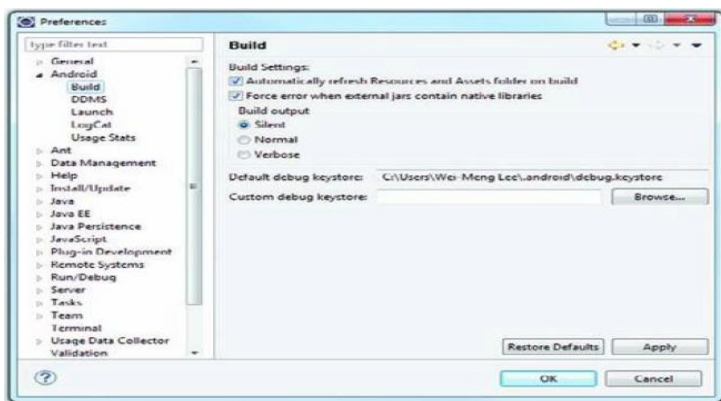 Preferences
type filter text
General
Android
Build
DDMS
Launch
LogCat
Usage Stats
Ant
Data Management
Help
Install/Update
Java
Java EE
Java Persistence
JavaScript
Plug-in Development
Remote Systems
Run/Debug
Server
Tasks
Team
Terminal
Usage Data Collector
Validation
Build
Build Settings:
Automatically refresh Resources and Assets folder on build
Force error when external jars contain native libraries
Build output
Silent
Normal
Verbose
Default debug keystore: C:\Users\Wei-Meng Lee\.android\debug.keystore
Custom debug keystore: Browse...
Restore Defaults Apply
OK Cancel